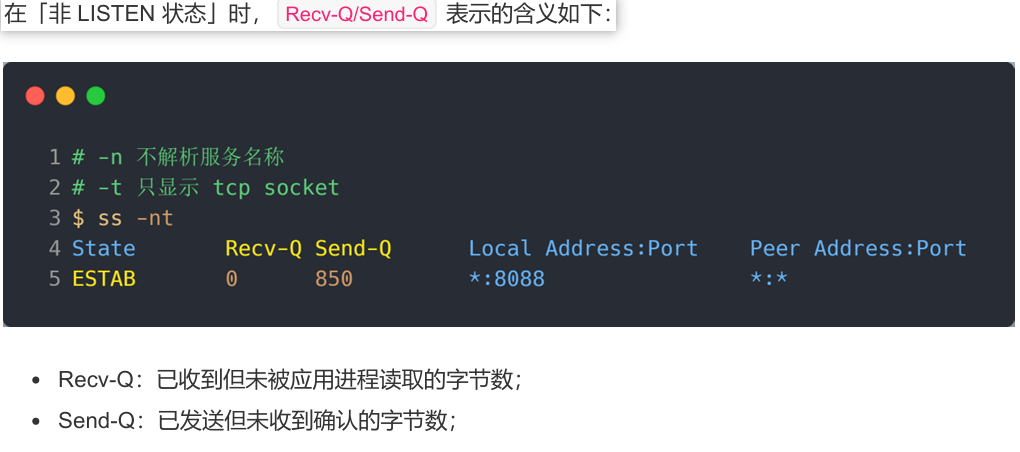 在「非 LISTEN 状态」时， Recv-Q/Send-Q 表示的含义如下：
1 # -n 不解析服务名称
2 # -t 只显示 tcp socket
3 $ ss -nt
4 State Recv-Q Send-Q Local Address:Port Peer Address:Port
5 ESTAB 0 850 *:8088 *:*
• Recv-Q：已收到但未被应用进程读取的字节数；
• Send-Q：已发送但未收到确认的字节数；